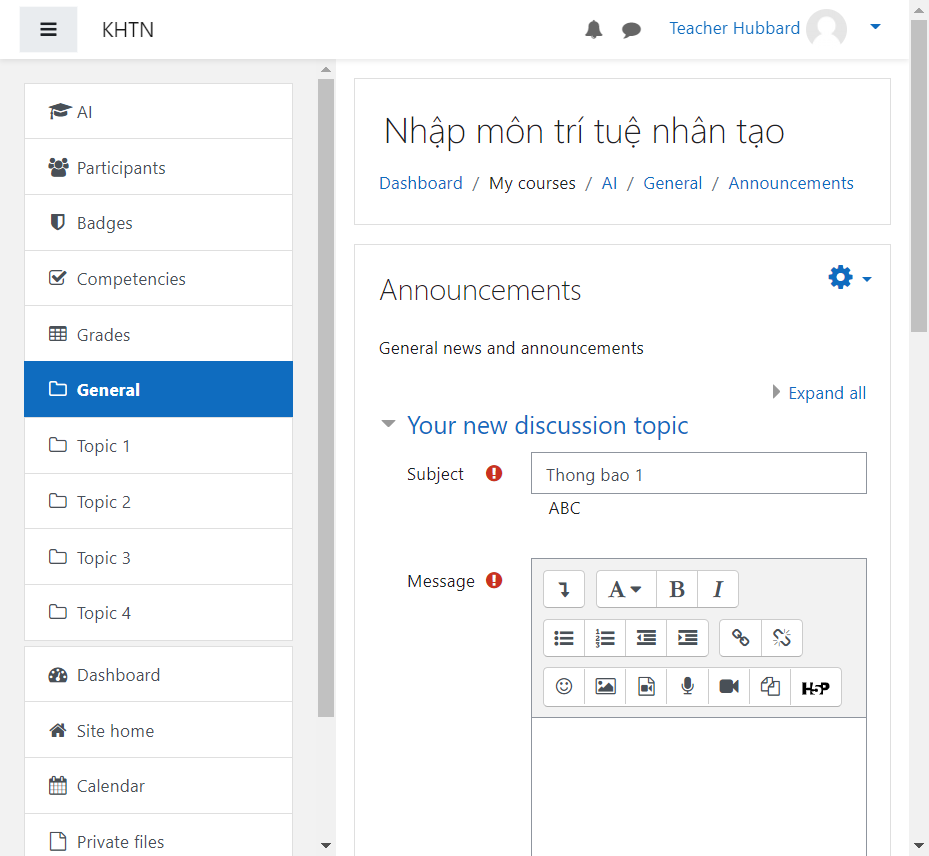 KHTN
Teacher Hubbard
AI
Participants
Badges
Competencies
Grades
General
Topic 1
Topic 2
Topic 3
Topic 4
Dashboard
Site home
Calendar
Private files
Nhập môn trí tuệ nhân tạo
Dashboard / My courses / AI / General / Announcements
Announcements
General news and announcements
Expand all
Your new discussion topic
Subject
Thong bao 1
ABC
Message
A B I
H5P